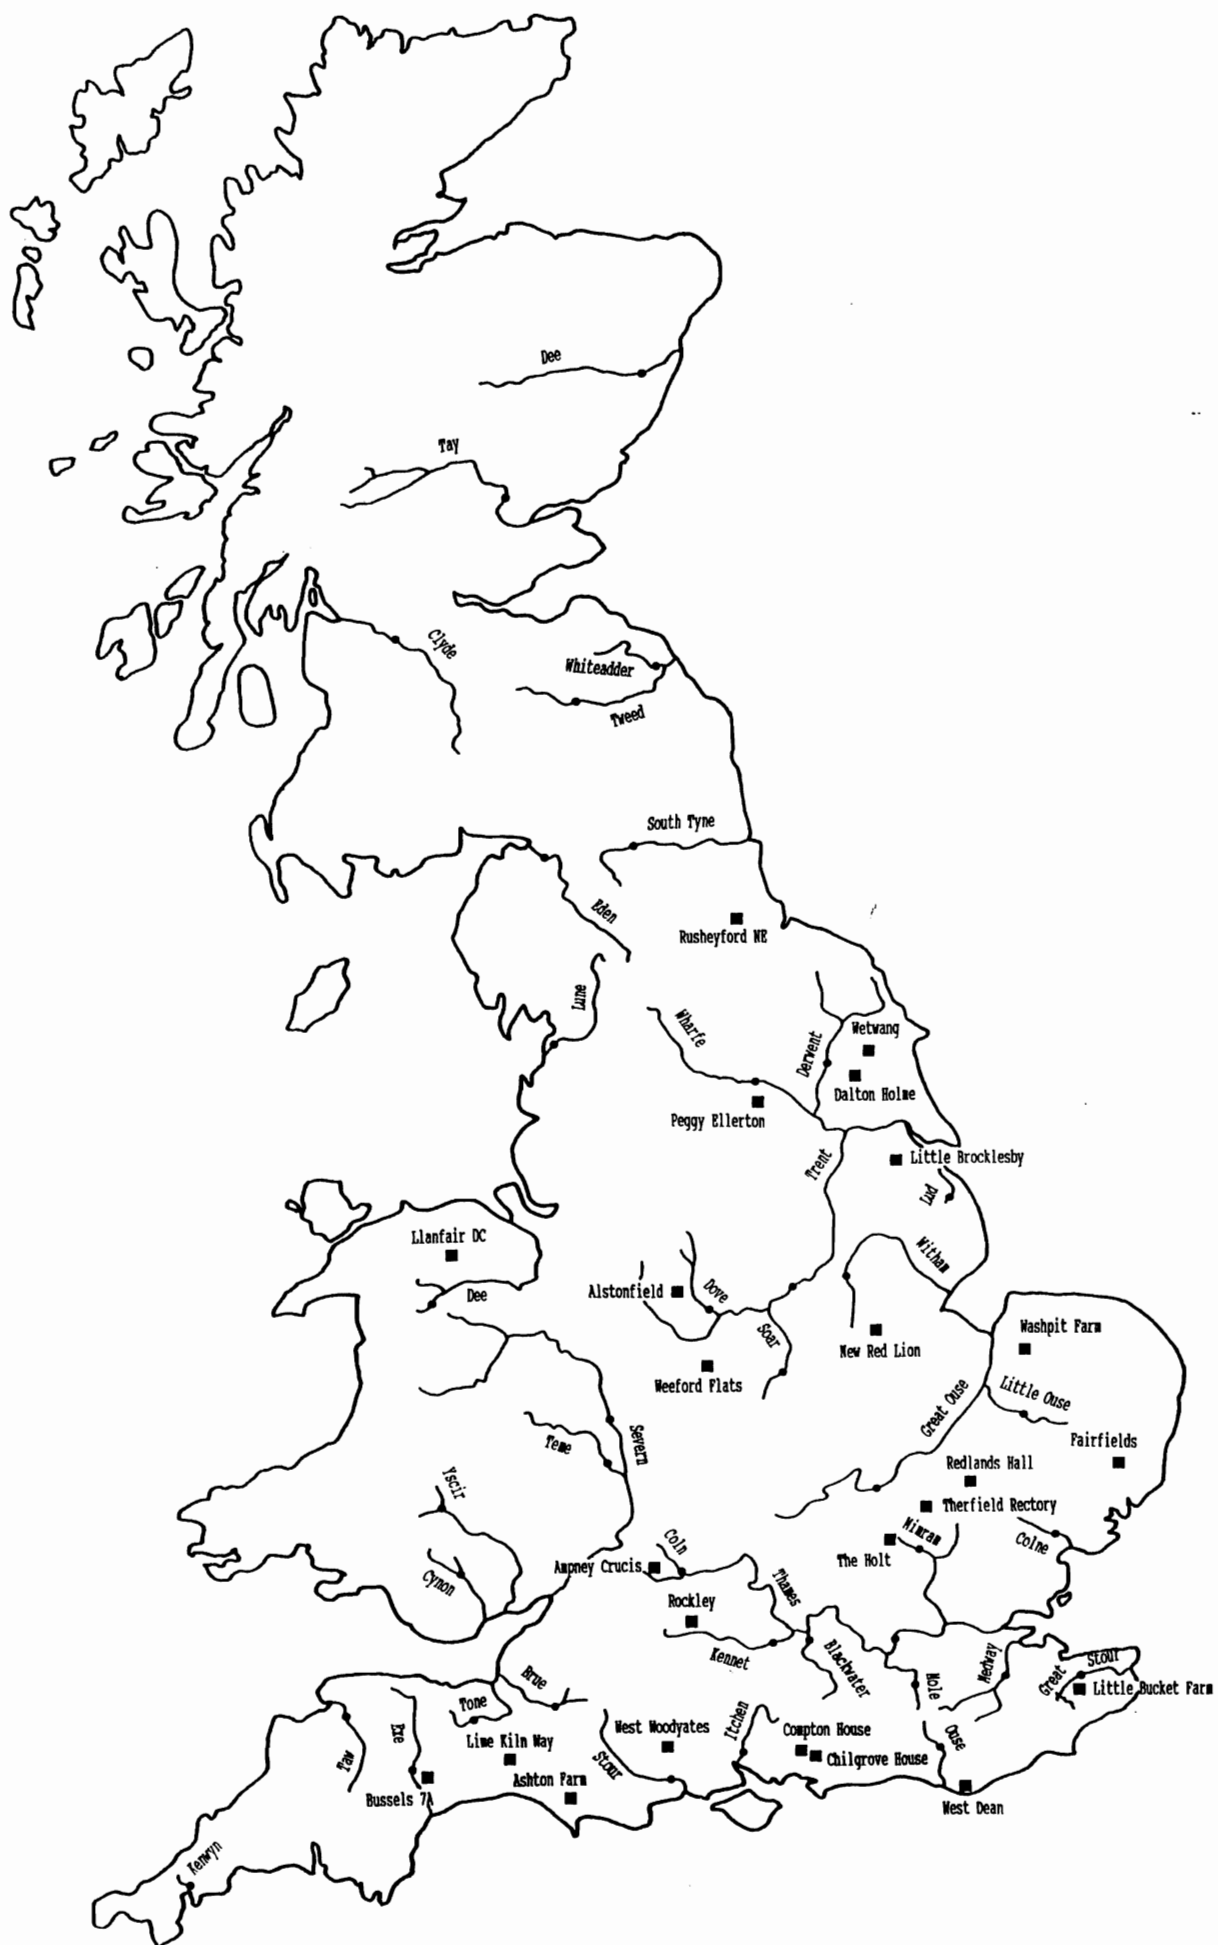 Dee
Tay
Clyde
Whiteadder
Tweed
South Tyne
Eden
Rusheyford NE
Lune
Wharfe
Derwent
Wetwang
Dalton Holme
Peggy Ellerton
Trent
Little Brocklesby
Lud
Llanfair DC
Witham
Dee
Alstonfield
Dove
Soar
New Red Lion
Washpit Farm
Weeford Flats
Great Ouse
Little Ouse
Severn
Teme
Fairfields
Redlands Hall
Yscir
Therfield Rectory
Mimram
Colne
The Holt
Coln
Ampney Crucis
Cynon
Thames
Rockley
Kennet
Blackwater
Mole
Medway
Great Stour
Little Bucket Farm
Brue
Tone
Exe
Taw
Lime Kiln Way
West Woodyates
Itchen
Compton House
Chilgrove House
Ouse
Stour
Ashton Farm
Bussels 7A
West Dean
Kenwyn